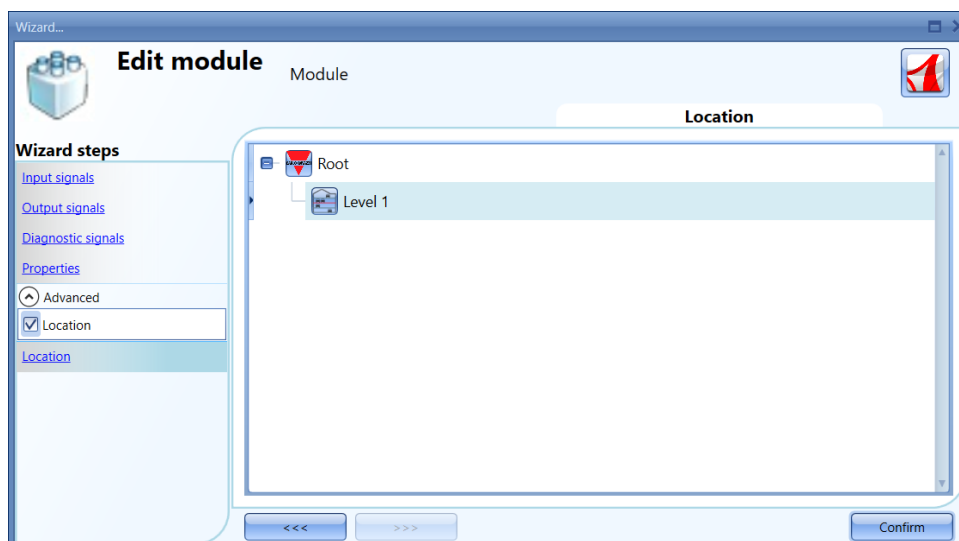 Wizard...
Edit module
Module
Location
Wizard steps
Input signals
Output signals
Diagnostic signals
Properties
Advanced
Location
Location
Root
Level 1
<<<
>>>
Confirm